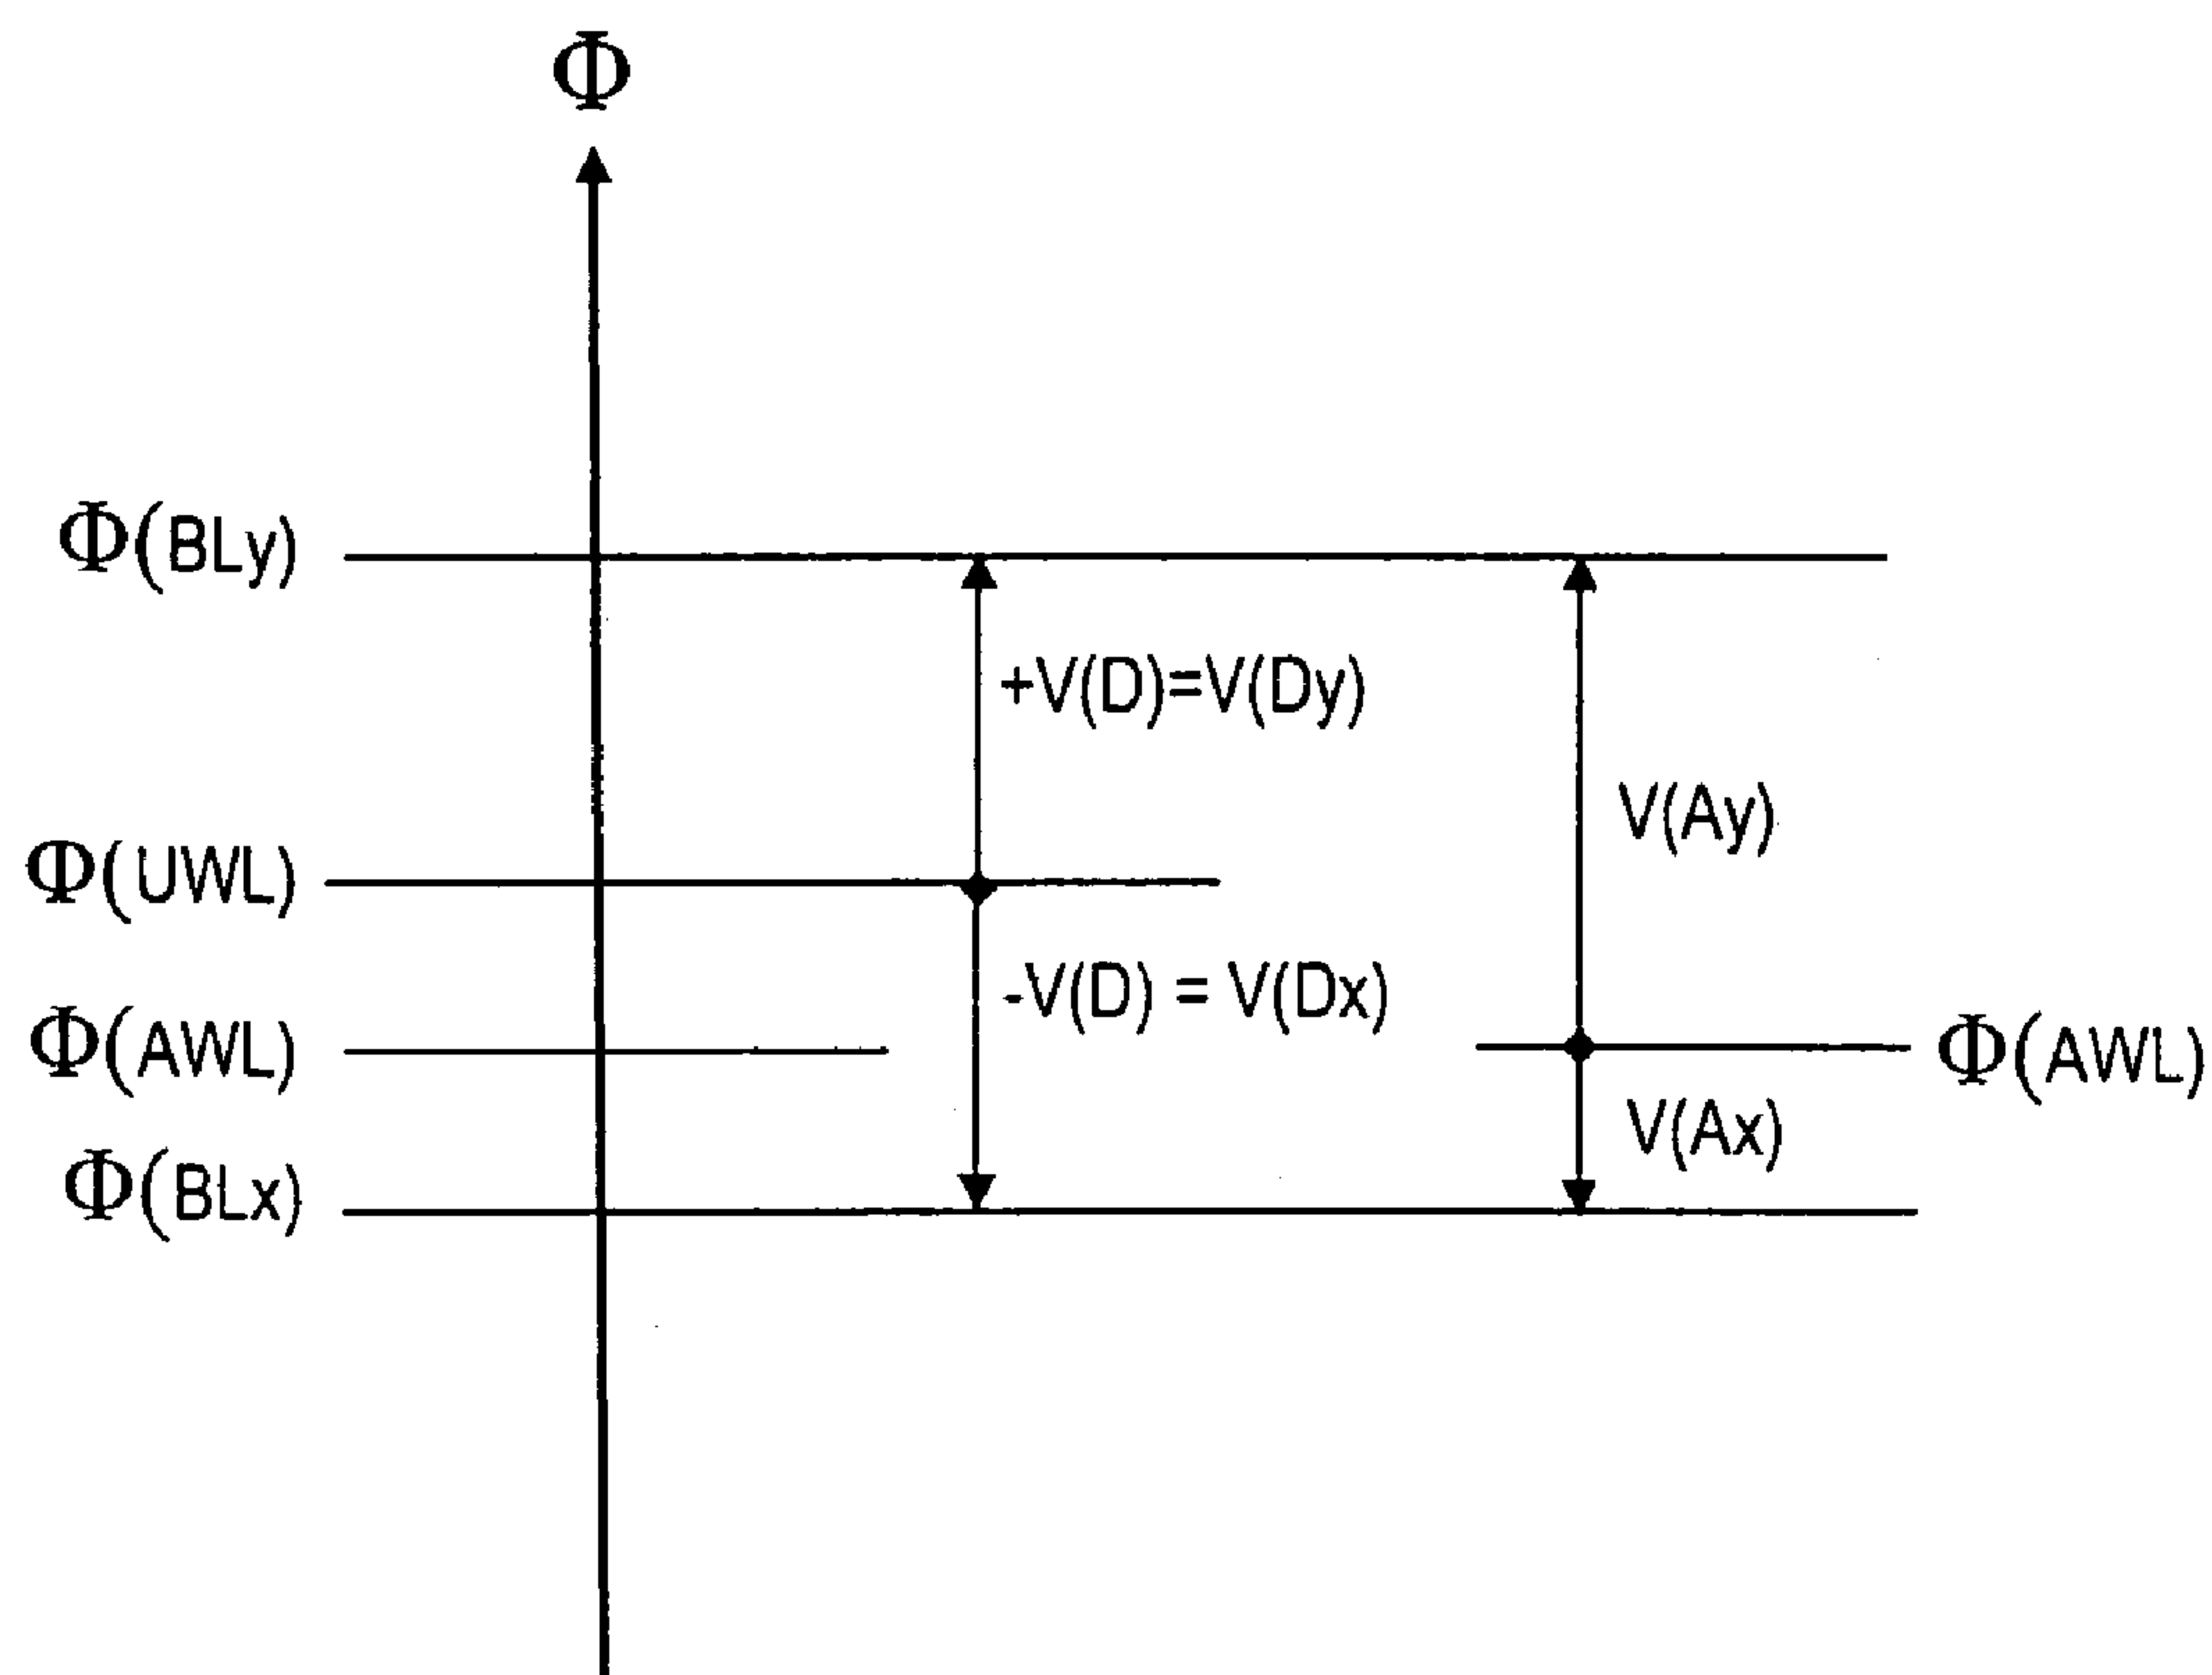 Φ
Φ(BLy)
+V(D)=V(Dy)
V(Ay)
Φ(UWL)
-V(D) = V(Dx)
Φ(AWL)
Φ(AWL)
V(Ax)
Φ(BLx)